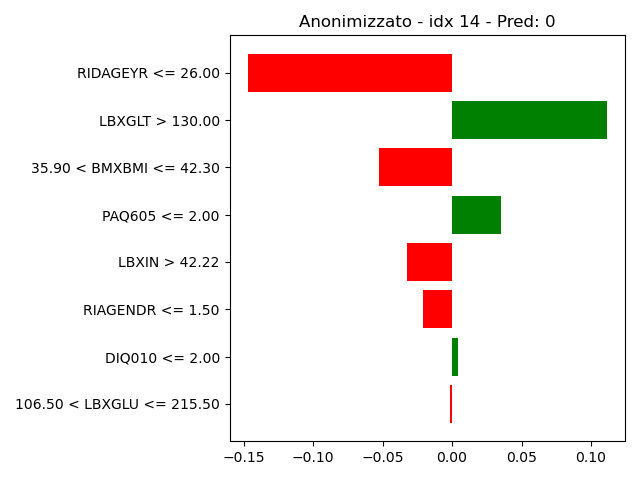 Anonimizzato - idx 14 - Pred: 0
RIDAGEYR <= 26.00
LBXGLT > 130.00
35.90 < BMXBMI <= 42.30
PAQ605 <= 2.00
LBXIN > 42.22
RIAGENDR <= 1.50
DIQ010 <= 2.00
106.50 < LBXGLU <= 215.50
−0.15 −0.10 −0.05 0.00 0.05 0.10